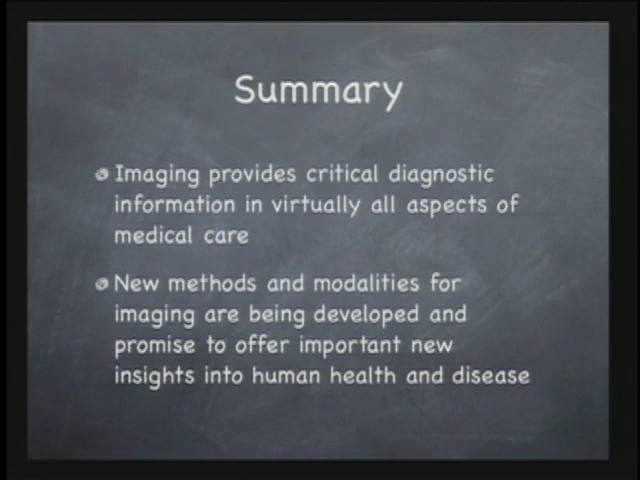 Summary
Imaging provides critical diagnostic
information in virtually all aspects of
medical care
New methods and modalities for
imaging are being developed and
promise to offer important new
insights into human health and disease